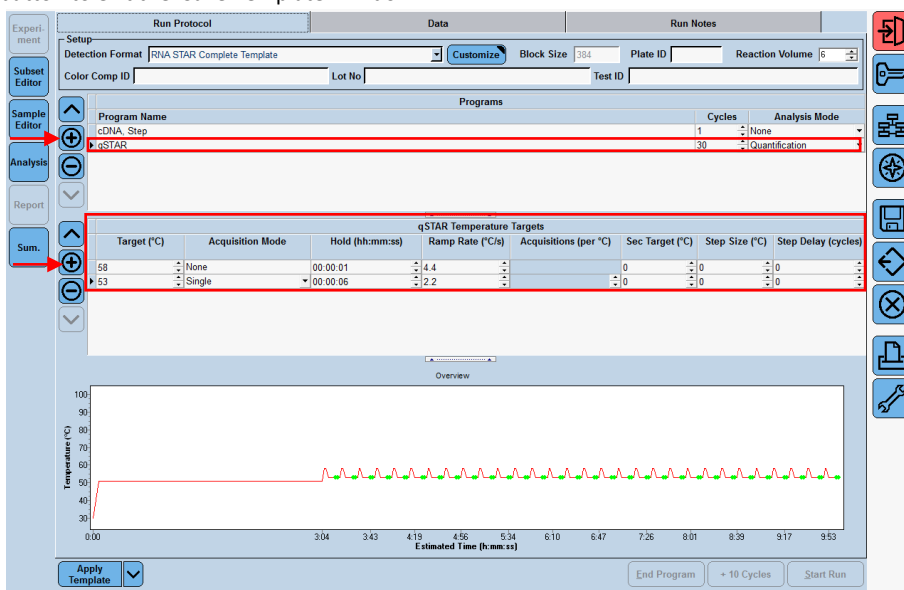 Experi-
ment
Subset
Editor
Sample
Editor
Analysis
Report
Sum.
Run Protocol
Data
Run Notes
Setup
Detection Format RNA STAR Complete Template Customize Block Size 384 Plate ID Reaction Volume 6
Color Comp ID Lot No Test ID
Programs
Program Name Cycles Analysis Mode
cDNA, Step 1 None
qSTAR 30 Quantification
qSTAR Temperature Targets
Target (°C) Acquisition Mode Hold (hh:mm:ss) Ramp Rate (°C/s) Acquisitions (per °C) Sec Target (°C) Step Size (°C) Step Delay (cycles)
58 None 00:00:01 4.4 0 0 0
53 Single 00:00:06 2.2 0 0 0
Overview
Temperature (°C)
100
90
80
70
60
50
40
30
0:00 3:04 3:43 4:19 4:56 5:34 6:10 6:47 7:26 8:01 8:39 9:17 9:53
Estimated Time (h:mm:ss)
Apply
Template
End Program
+ 10 Cycles
Start Run